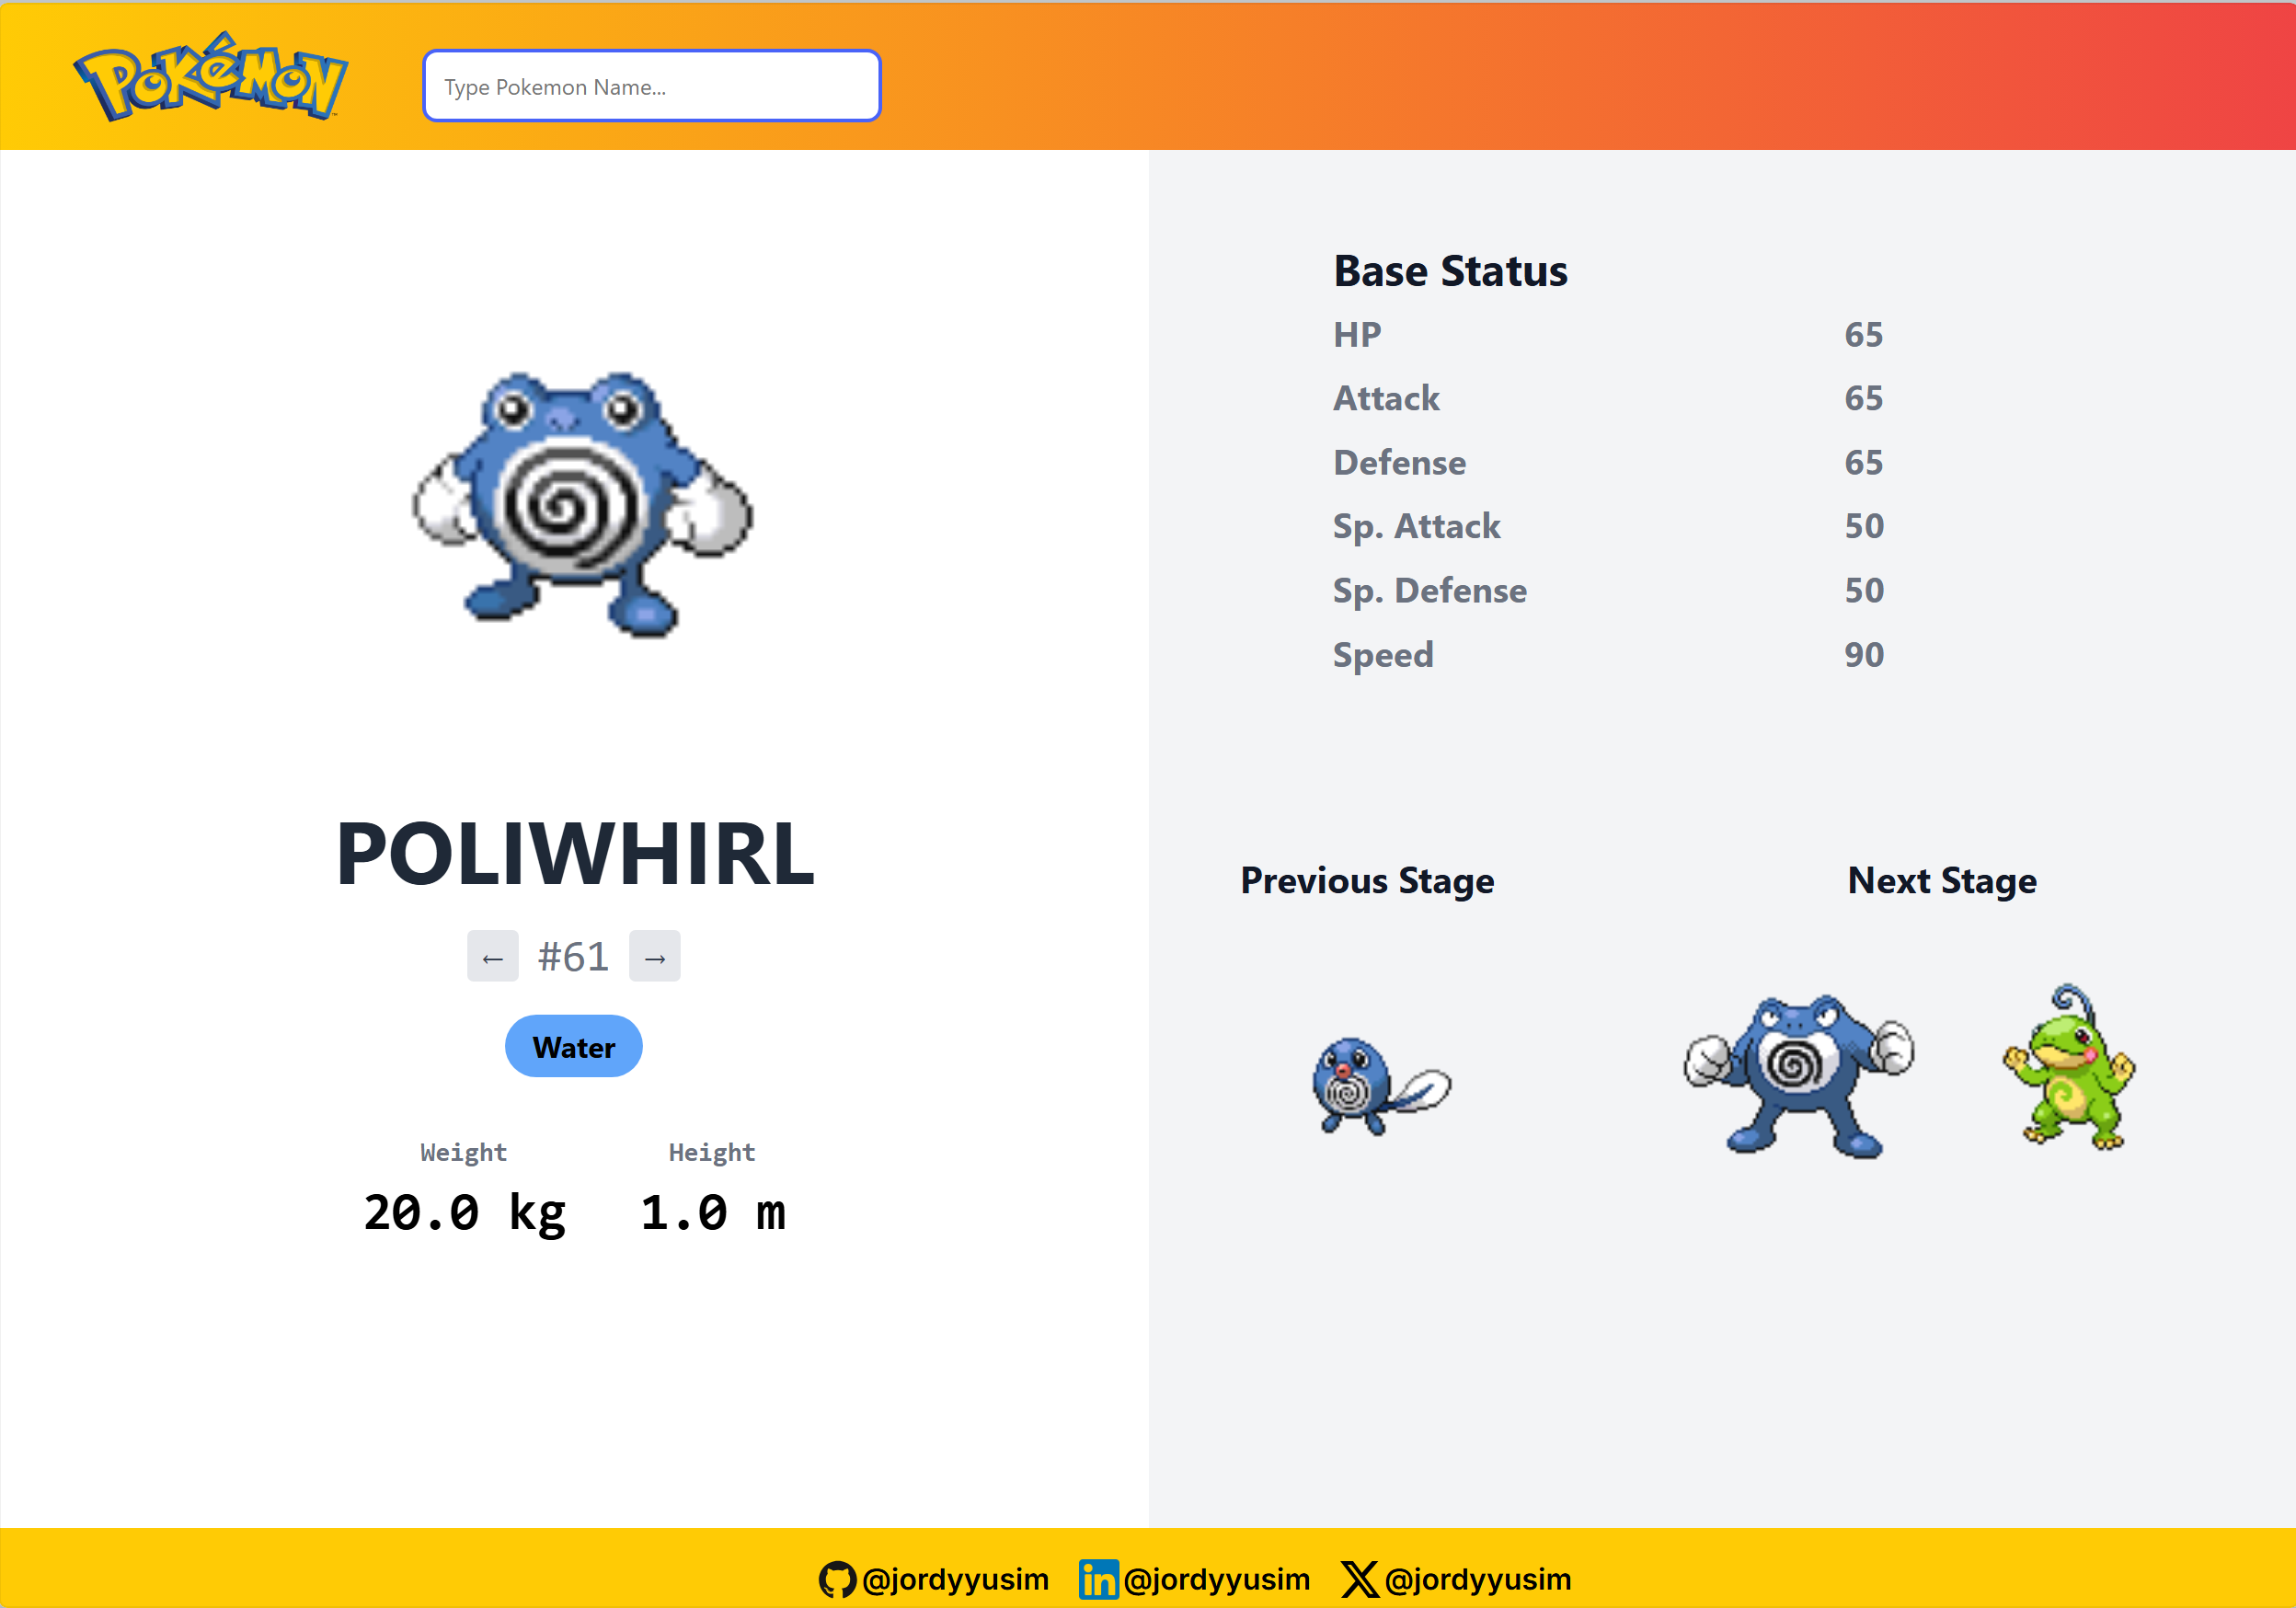 Pokémon
Type Pokemon Name...
POLIWHIRL
← #61 →
Water
Weight Height
20.0 kg 1.0 m
Base Status
HP 65
Attack 65
Defense 65
Sp. Attack 50
Sp. Defense 50
Speed 90
Previous Stage Next Stage
@jordyyusim in @jordyyusim X @jordyyusim